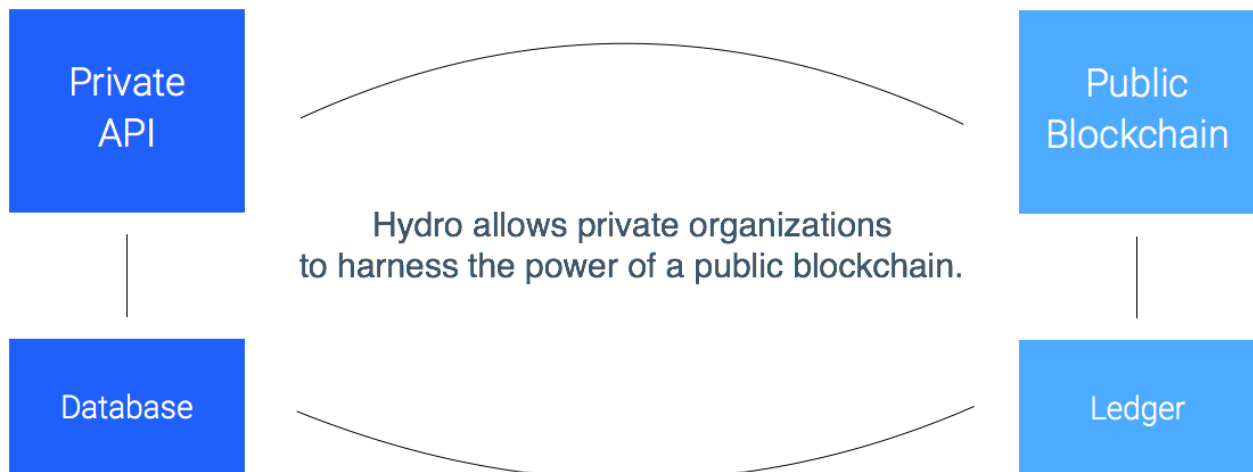 Private
API
Public
Blockchain
Hydro allows private organizations
to harness the power of a public blockchain.
Database
Ledger